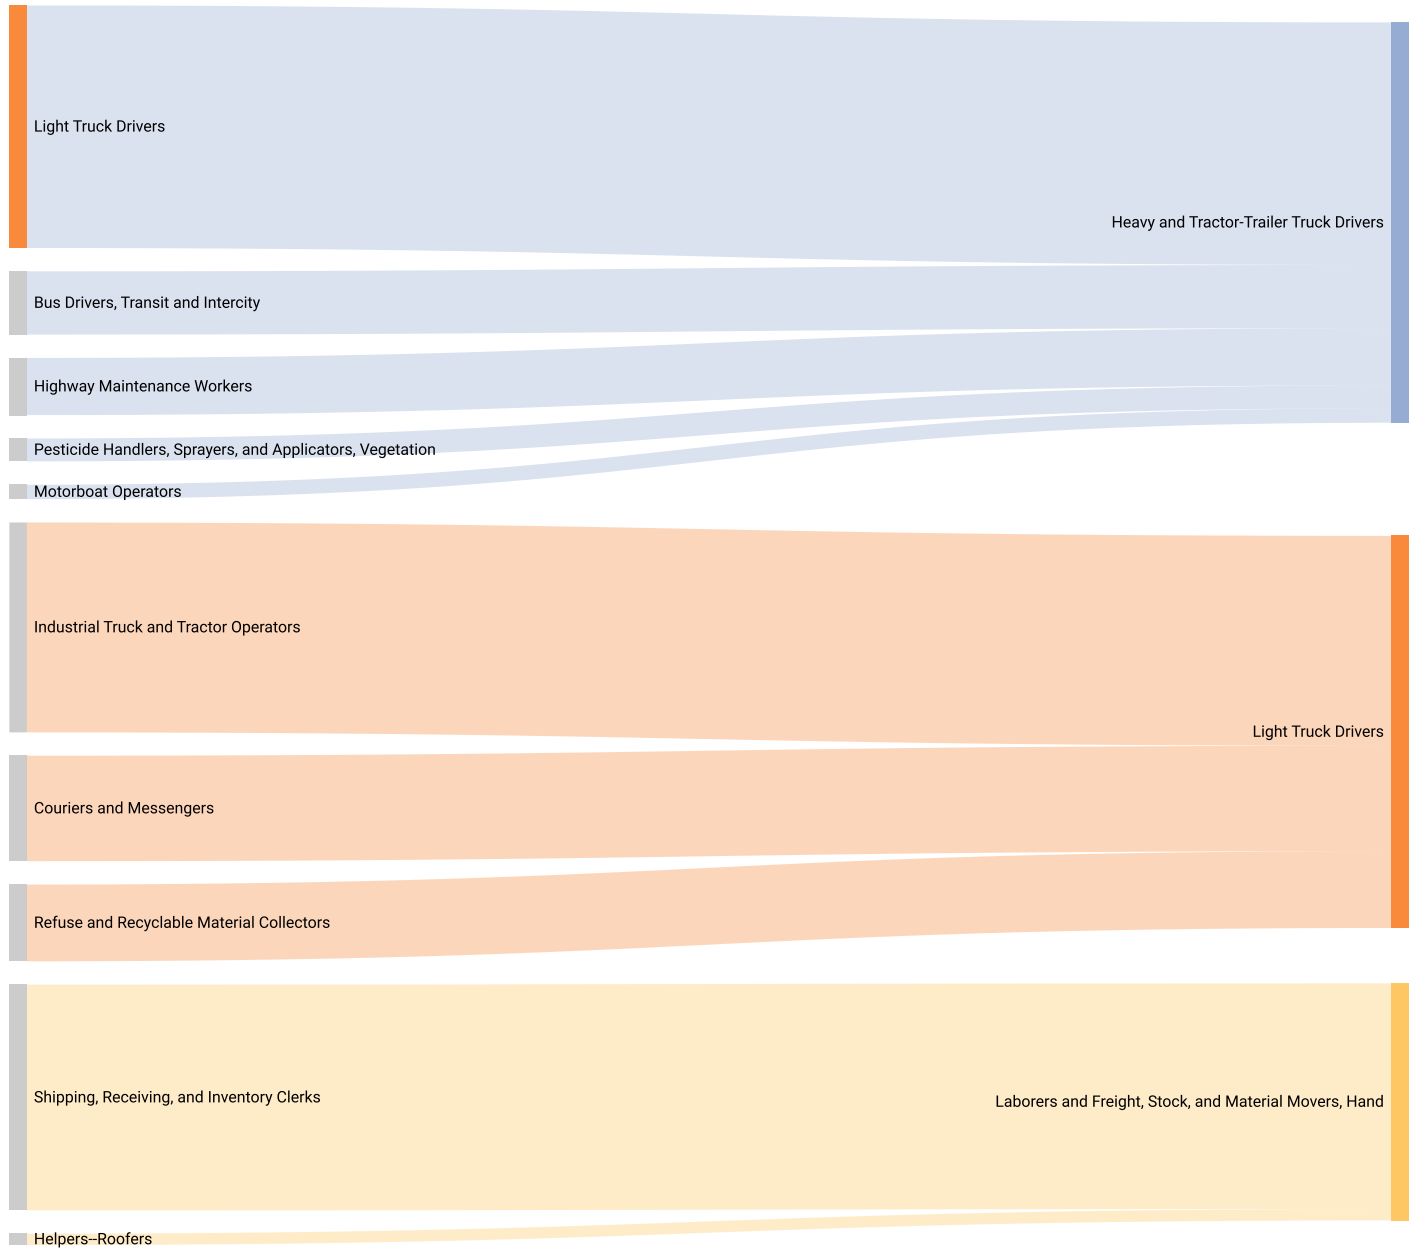 Light Truck Drivers
Heavy and Tractor-Trailer Truck Drivers
Bus Drivers, Transit and Intercity
Highway Maintenance Workers
Pesticide Handlers, Sprayers, and Applicators, Vegetation
Motorboat Operators
Industrial Truck and Tractor Operators
Light Truck Drivers
Couriers and Messengers
Refuse and Recyclable Material Collectors
Shipping, Receiving, and Inventory Clerks
Laborers and Freight, Stock, and Material Movers, Hand
Helpers--Roofers